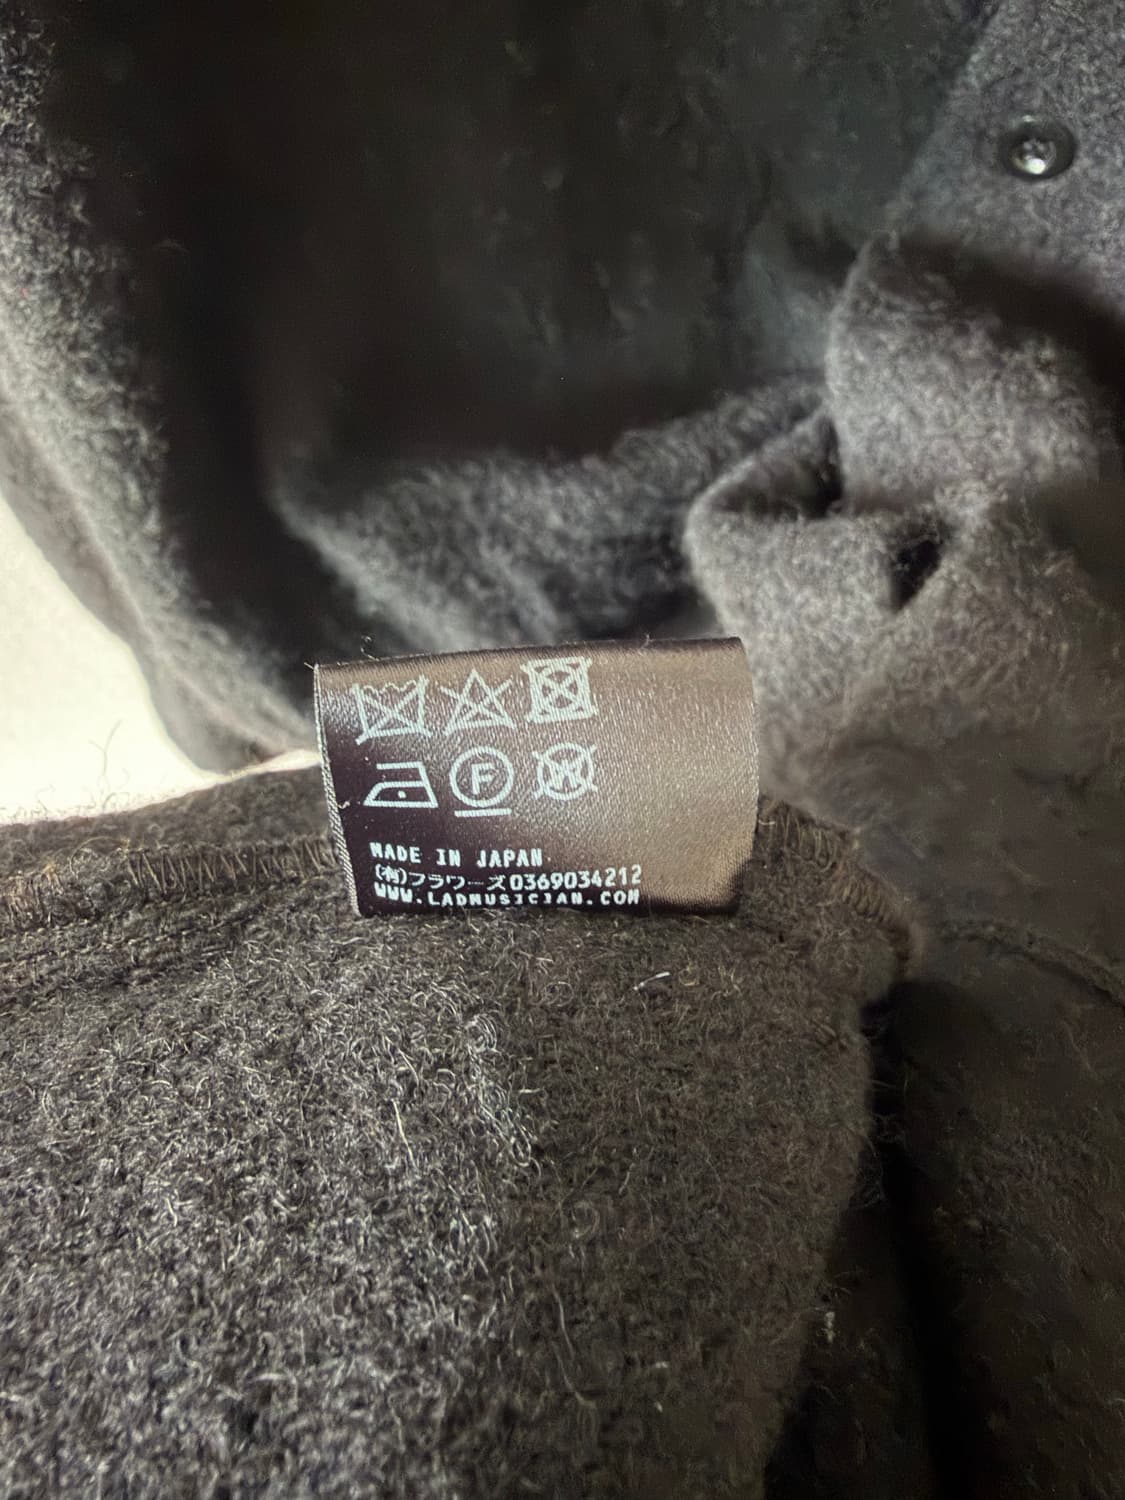 F W
MADE IN JAPAN
(有)フラワーズ0369034212
WWW.LADMUSICIAN.COM